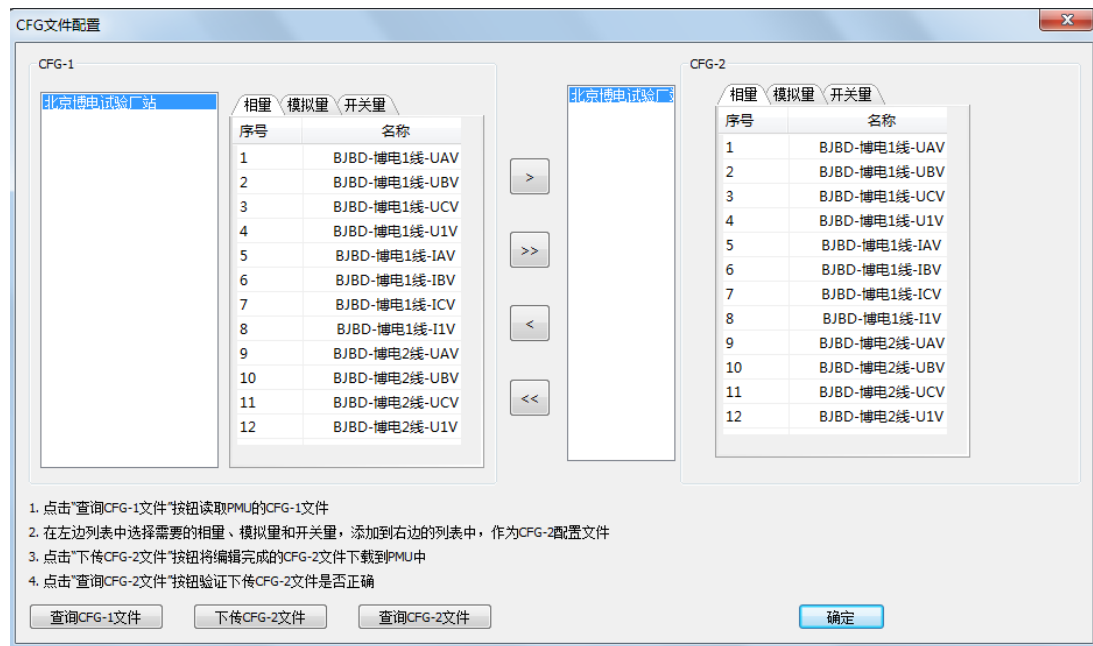 CFG文件配置
CFG-1
北京博电试验厂站
相量 模拟量 开关量
序号 名称
1 BJBD-博电1线-UAV
2 BJBD-博电1线-UBV
3 BJBD-博电1线-UCV
4 BJBD-博电1线-U1V
5 BJBD-博电1线-IAV
6 BJBD-博电1线-IBV
7 BJBD-博电1线-ICV
8 BJBD-博电1线-I1V
9 BJBD-博电2线-UAV
10 BJBD-博电2线-UBV
11 BJBD-博电2线-UCV
12 BJBD-博电2线-U1V
>
>>
<
<<
北京博电试验厂
CFG-2
相量 模拟量 开关量
序号 名称
1 BJBD-博电1线-UAV
2 BJBD-博电1线-UBV
3 BJBD-博电1线-UCV
4 BJBD-博电1线-U1V
5 BJBD-博电1线-IAV
6 BJBD-博电1线-IBV
7 BJBD-博电1线-ICV
8 BJBD-博电1线-I1V
9 BJBD-博电2线-UAV
10 BJBD-博电2线-UBV
11 BJBD-博电2线-UCV
12 BJBD-博电2线-U1V
1. 点击"查询CFG-1文件"按钮读取PMU的CFG-1文件
2. 在左边列表中选择需要的相量、模拟量和开关量，添加到右边的列表中，作为CFG-2配置文件
3. 点击"下传CFG-2文件"按钮将编辑完成的CFG-2文件下载到PMU中
4. 点击"查询CFG-2文件"按钮验证下传CFG-2文件是否正确
查询CFG-1文件 下传CFG-2文件 查询CFG-2文件 确定